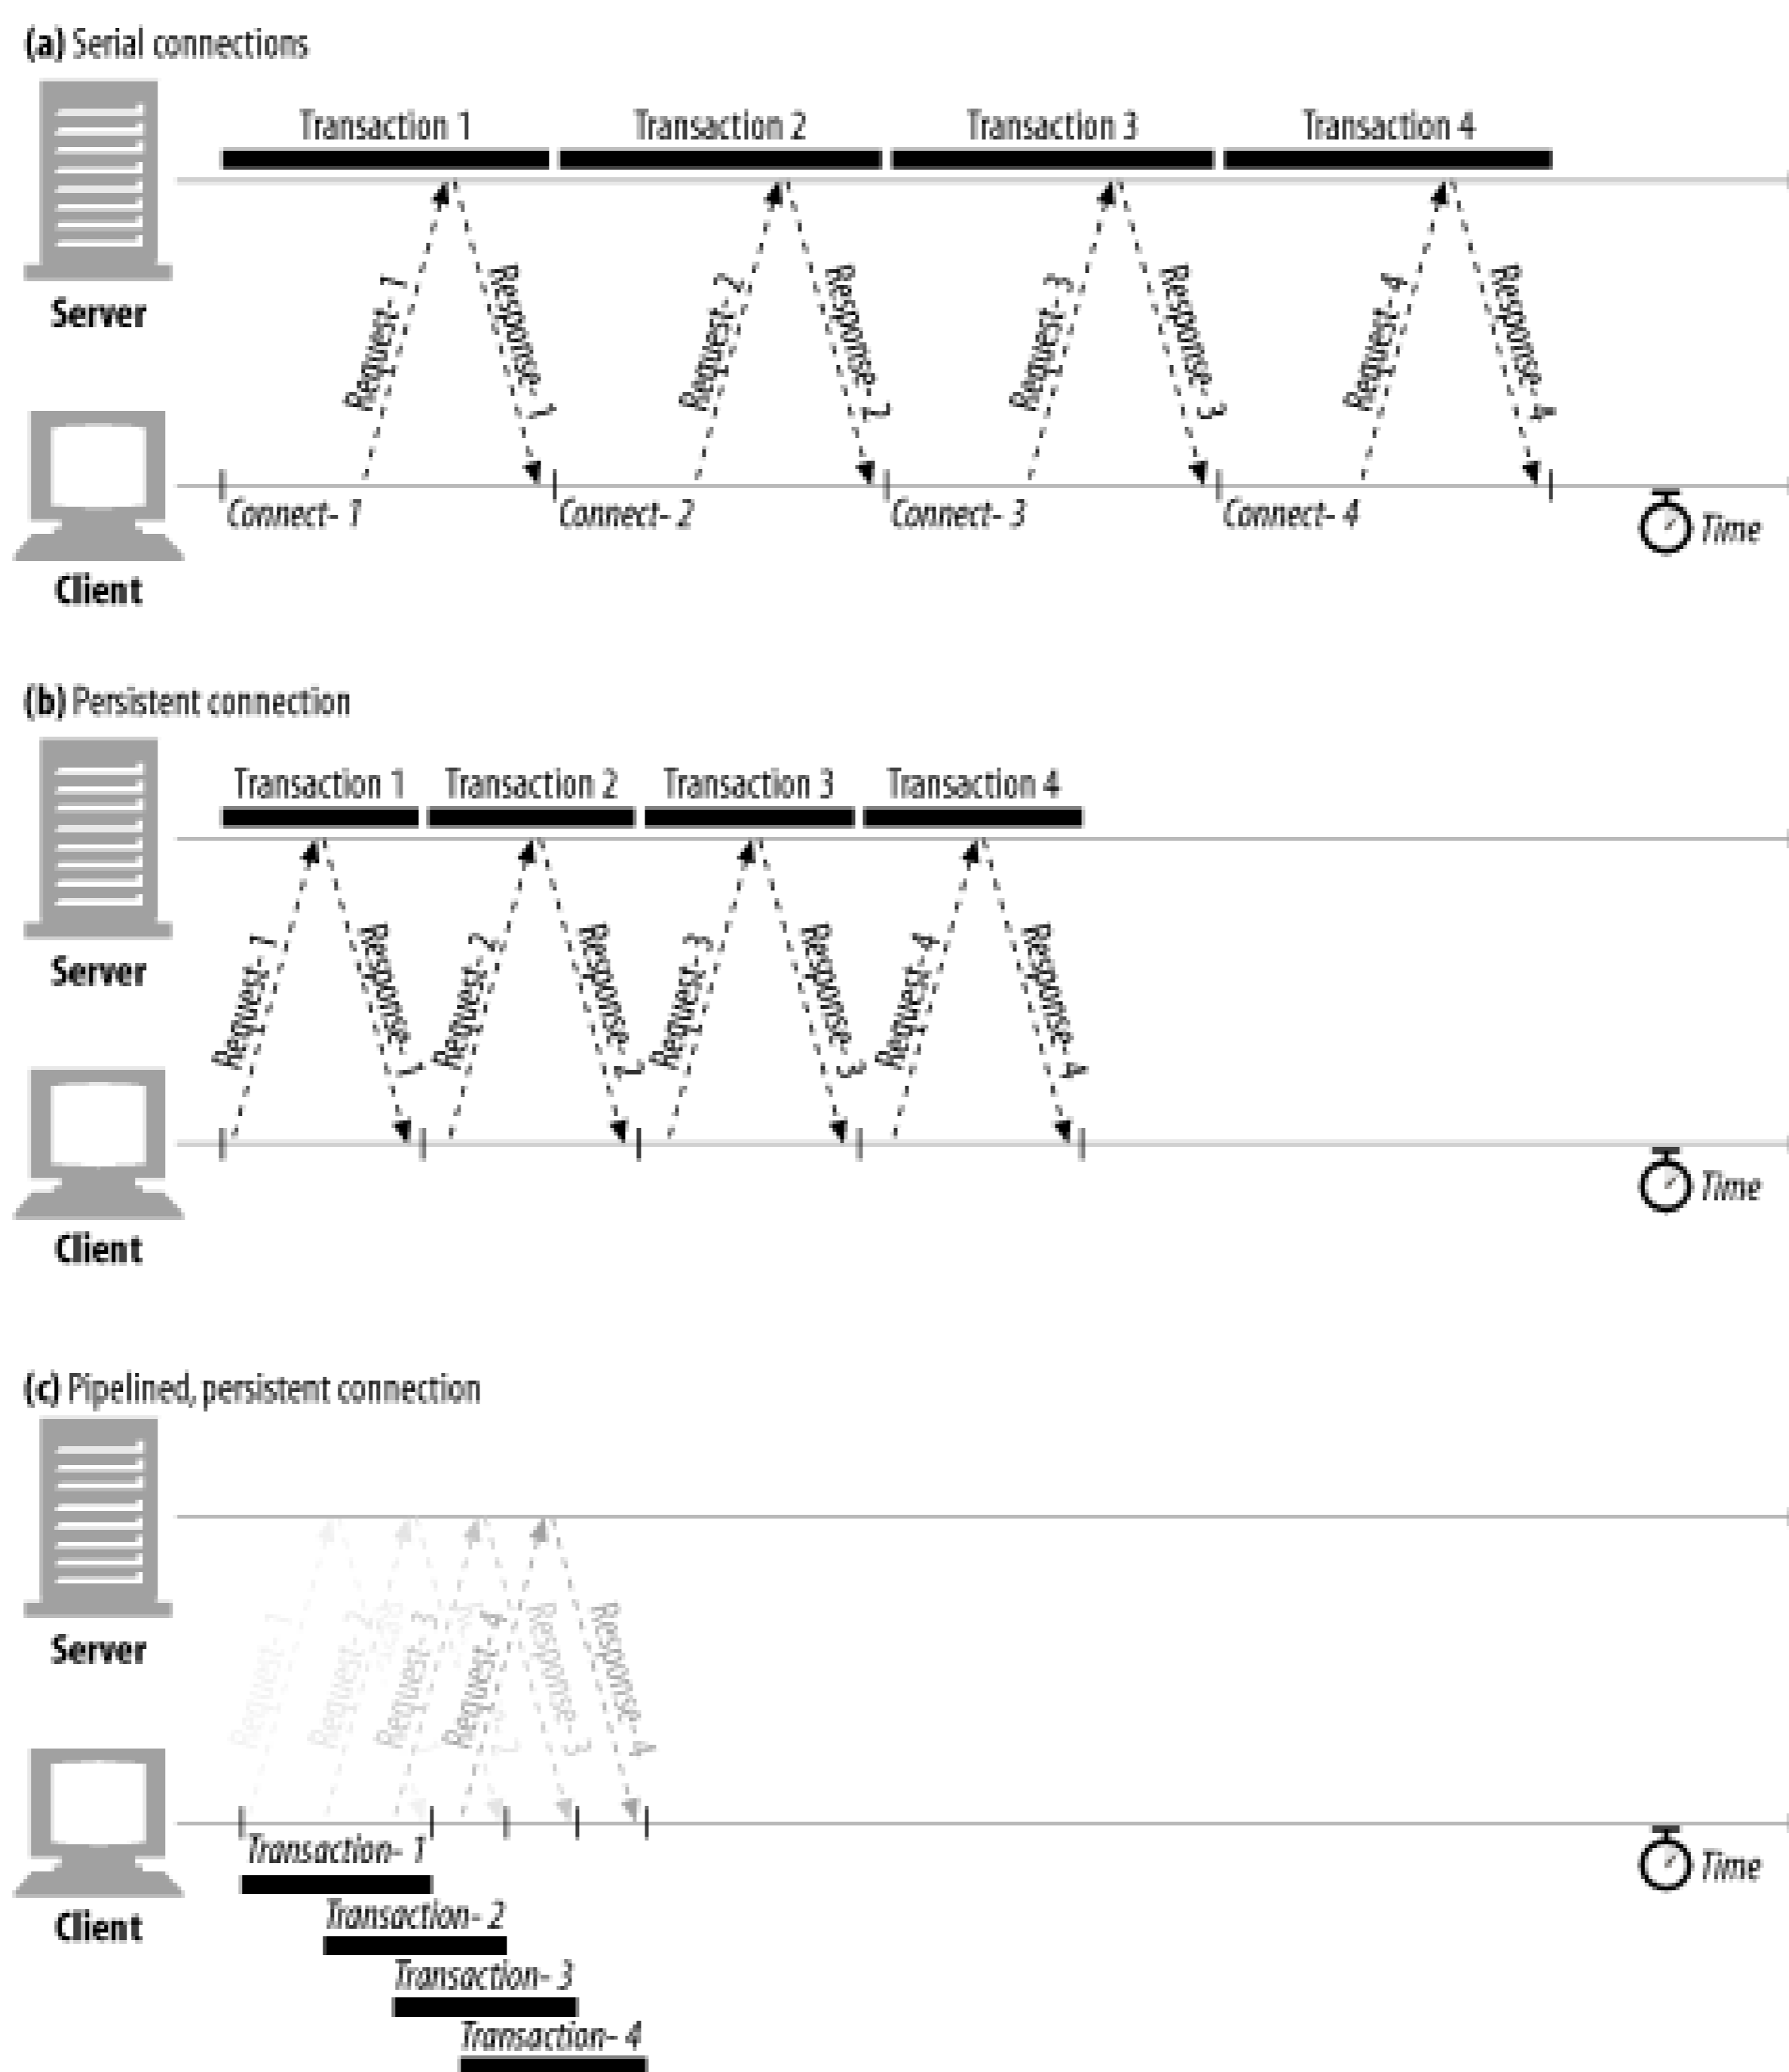 (a) Serial connections
Transaction 1 Transaction 2 Transaction 3 Transaction 4
Request- 1 Response- 1 Request- 2 Response- 2 Request- 3 Response- 3 Request- 4 Response- 4
Server
Connect- 1 Connect- 2 Connect- 3 Connect- 4 Time
Client
(b) Persistent connection
Transaction 1 Transaction 2 Transaction 3 Transaction 4
Request- 1 Response- 1 Request- 2 Response- 2 Request- 3 Response- 3 Request- 4 Response- 4
Server
Time
Client
(c) Pipelined, persistent connection
Request- 1 Request- 2 Request- 3 Request- 4 Response- 3 Response- 4
Server
Transaction- 1 Time
Client
Transaction- 2
Transaction- 3
Transaction- 4